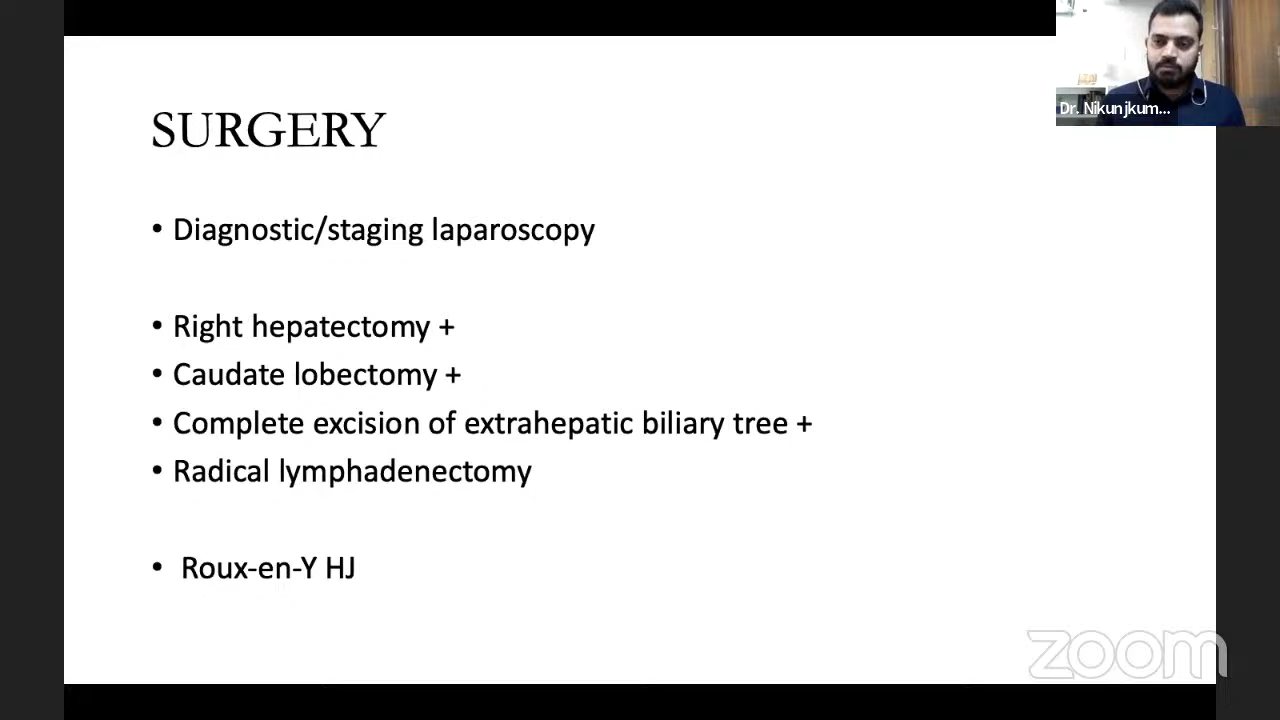 Dr. Nikunjkum...
SURGERY
• Diagnostic/staging laparoscopy
• Right hepatectomy +
• Caudate lobectomy +
• Complete excision of extrahepatic biliary tree +
• Radical lymphadenectomy
• Roux-en-Y HJ
zoom